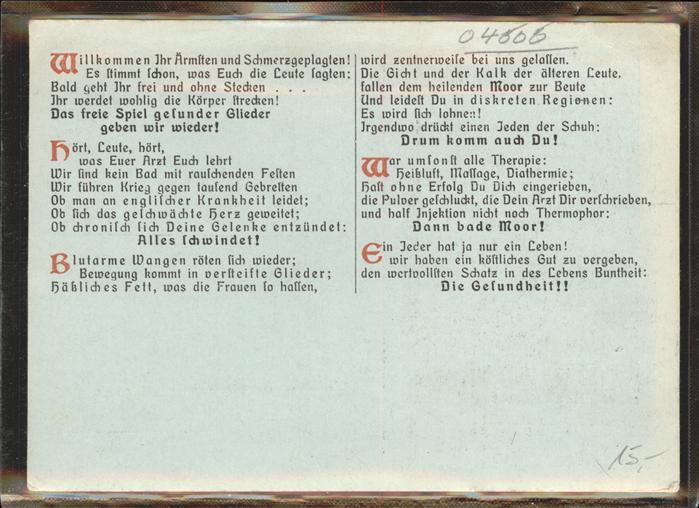 04606
Willkommen Ihr Ärmſten und Schmerzgeplagten!
Es ſtimmt ſchon, was Euch die Leute ſagten:
Bald geht Ihr frei und ohne Stecken . . .
Ihr werdet wohlig die Körper ſtrecken!
Das freie Spiel geſunder Glieder
geben wir wieder!
Hört, Leute, hört,
was Euer Arzt Euch lehrt
Wir ſind kein Bad mit rauſchenden Feſten
Wir führen Krieg gegen tauſend Gebreſten
Ob man an engliſcher Krankheit leidet;
Ob ſich das geſchwächte Herz geweitet;
Ob chroniſch ſich Deine Gelenke entzündet:
Alles ſchwindet!
Blutarme Wangen röten ſich wieder;
Bewegung kommt in verſteifte Glieder;
Häßliches Fett, was die Frauen ſo haſſen,
wird zentnerweiſe bei uns gelaſſen.
Die Gicht und der Kalk der älteren Leute,
fallen dem heilenden Moor zur Beute
Und leideſt Du in diskreten Regionen:
Es wird ſich lohnen!
Irgendwo drückt einen Jeden der Schuh:
Drum komm auch Du!
War umſonſt alle Therapie:
Heißluft, Maſſage, Diathermie;
Haſt ohne Erfolg Du Dich eingerieben,
die Pulver geſchluckt, die Dein Arzt Dir verſchrieben,
und half Injektion nicht noch Thermophor:
Dann bade Moor!
Ein Jeder hat ja nur ein Leben!
wir haben ein köſtliches Gut zu vergeben,
den wertvollſten Schatz in des Lebens Buntheit:
Die Geſundheit!!
15,-